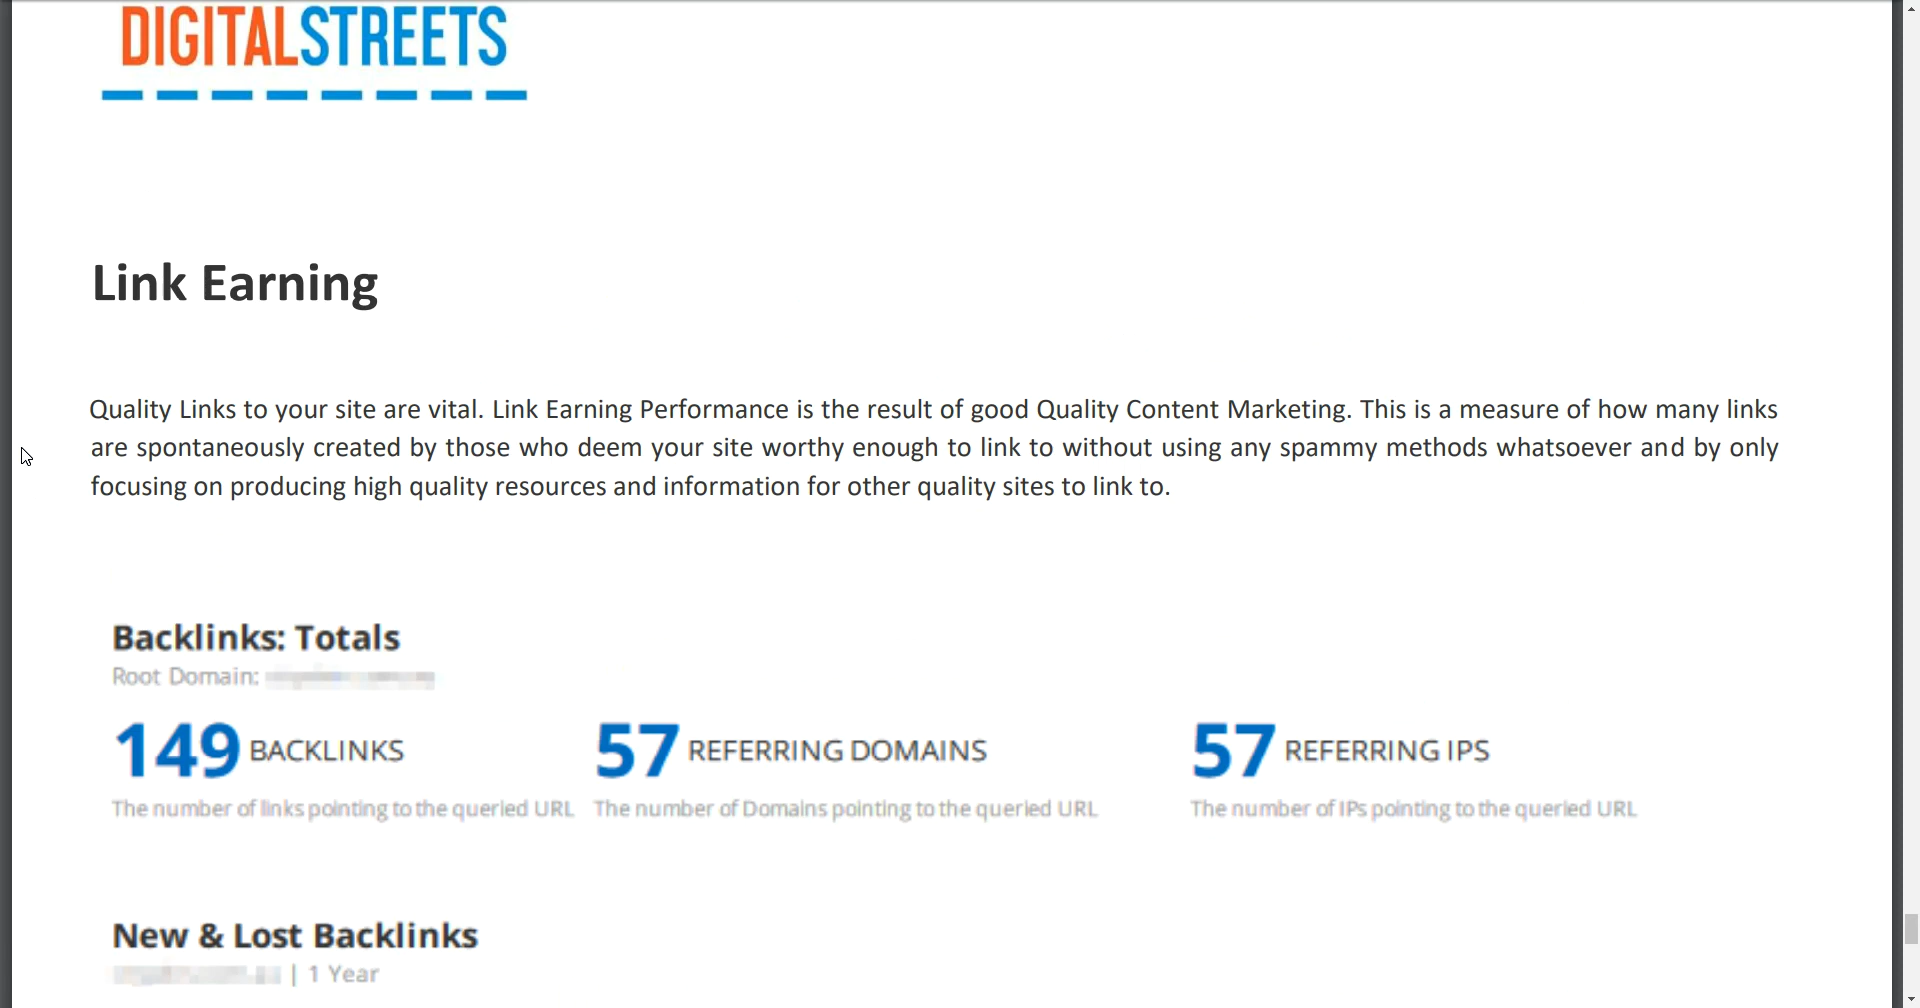 DIGITALSTREETS
Link Earning
Quality Links to your site are vital. Link Earning Performance is the result of good Quality Content Marketing. This is a measure of how many links
are spontaneously created by those who deem your site worthy enough to link to without using any spammy methods whatsoever and by only
focusing on producing high quality resources and information for other quality sites to link to.
Backlinks: Totals
Root Domain:
149 BACKLINKS 57 REFERRING DOMAINS 57 REFERRING IPS
The number of links pointing to the queried URL The number of Domains pointing to the queried URL The number of IPs pointing to the queried URL
New & Lost Backlinks
| 1 Year